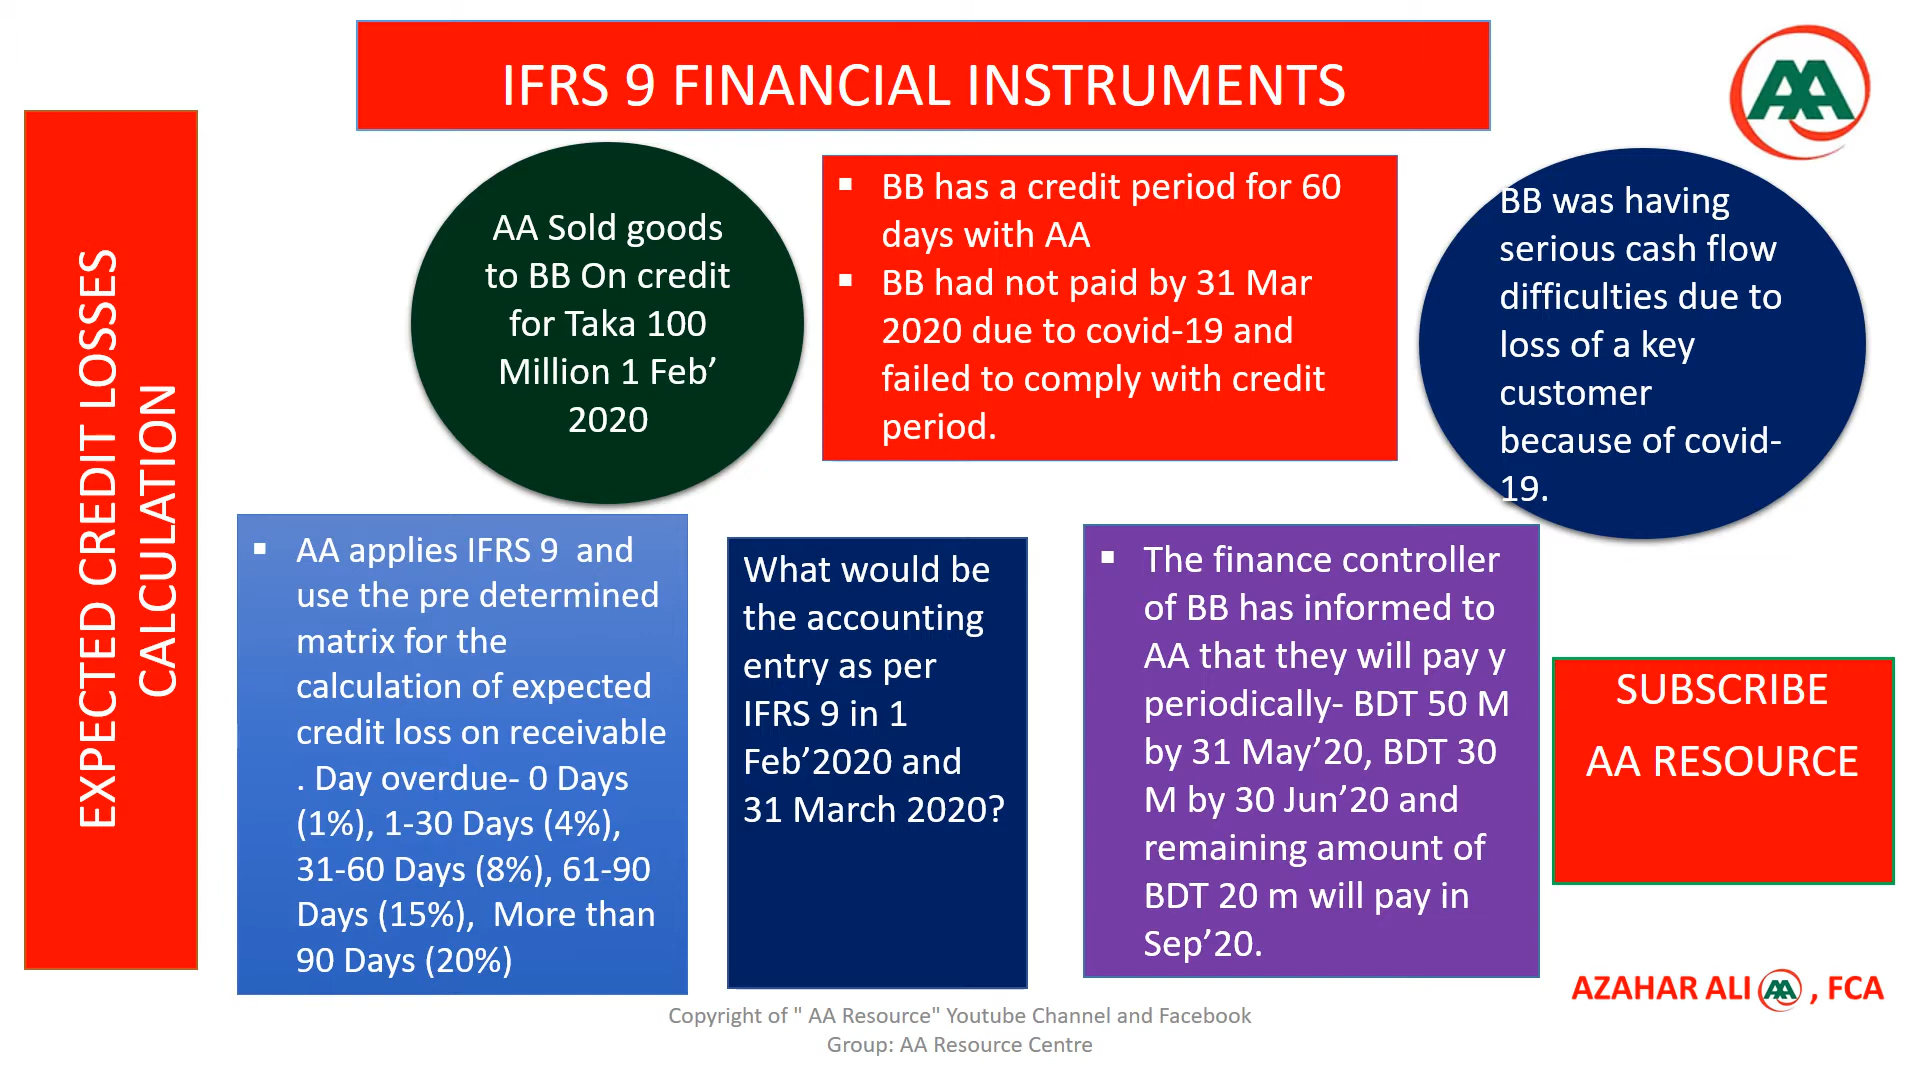 IFRS 9 FINANCIAL INSTRUMENTS
AA
EXPECTED CREDIT LOSSES
CALCULATION
AA Sold goods
to BB On credit
for Taka 100
Million 1 Feb’
2020
▪ BB has a credit period for 60
days with AA
▪ BB had not paid by 31 Mar
2020 due to covid-19 and
failed to comply with credit
period.
BB was having
serious cash flow
difficulties due to
loss of a key
customer
because of covid-
19.
▪ AA applies IFRS 9 and
use the pre determined
matrix for the
calculation of expected
credit loss on receivable
. Day overdue- 0 Days
(1%), 1-30 Days (4%),
31-60 Days (8%), 61-90
Days (15%), More than
90 Days (20%)
What would be
the accounting
entry as per
IFRS 9 in 1
Feb’2020 and
31 March 2020?
▪ The finance controller
of BB has informed to
AA that they will pay y
periodically- BDT 50 M
by 31 May’20, BDT 30
M by 30 Jun’20 and
remaining amount of
BDT 20 m will pay in
Sep’20.
SUBSCRIBE
AA RESOURCE
AZAHAR ALI AA , FCA
Copyright of " AA Resource" Youtube Channel and Facebook
Group: AA Resource Centre